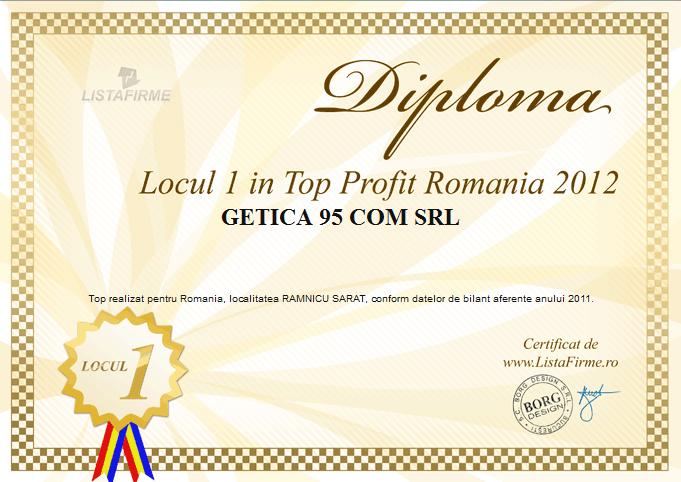 LISTAFIRME
Diploma
Locul 1 in Top Profit Romania 2012
GETICA 95 COM SRL
Top realizat pentru Romania, localitatea RAMNICU SARAT, conform datelor de bilant aferente anului 2011.
LOCUL 1
Certificat de
www.ListaFirme.ro
S.C. BORG DESIGN S.R.L.
BORG
DESIGN
BUCUREȘTI